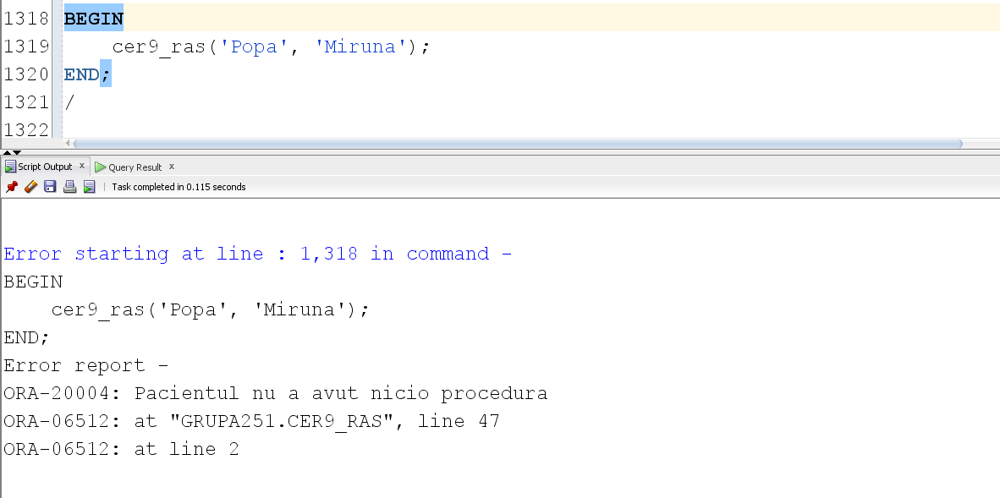 1318 BEGIN
1319     cer9_ras('Popa', 'Miruna');
1320 END;
1321 /
1322
Script Output x Query Result x
Task completed in 0.115 seconds
Error starting at line : 1,318 in command -
BEGIN
    cer9_ras('Popa', 'Miruna');
END;
Error report -
ORA-20004: Pacientul nu a avut nicio procedura
ORA-06512: at "GRUPA251.CER9_RAS", line 47
ORA-06512: at line 2